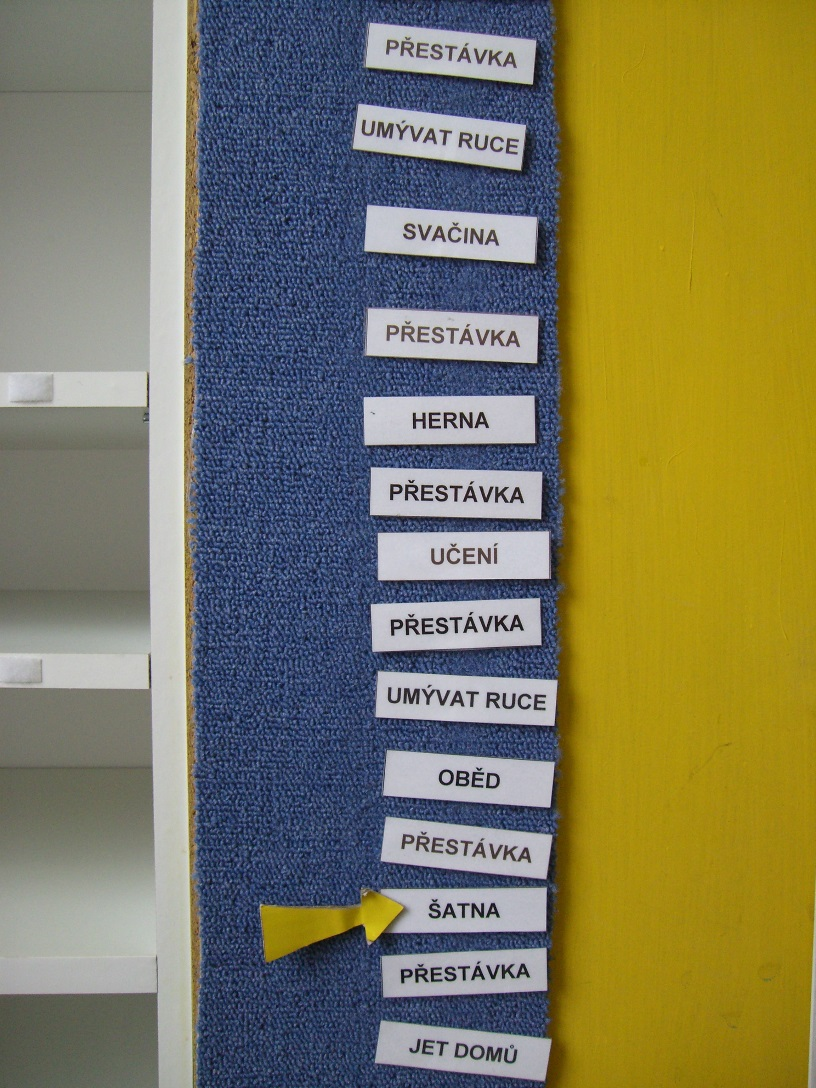 PŘESTÁVKA
UMÝVAT RUCE
SVAČINA
PŘESTÁVKA
HERNA
PŘESTÁVKA
UČENÍ
PŘESTÁVKA
UMÝVAT RUCE
OBĚD
PŘESTÁVKA
ŠATNA
PŘESTÁVKA
JET DOMŮ